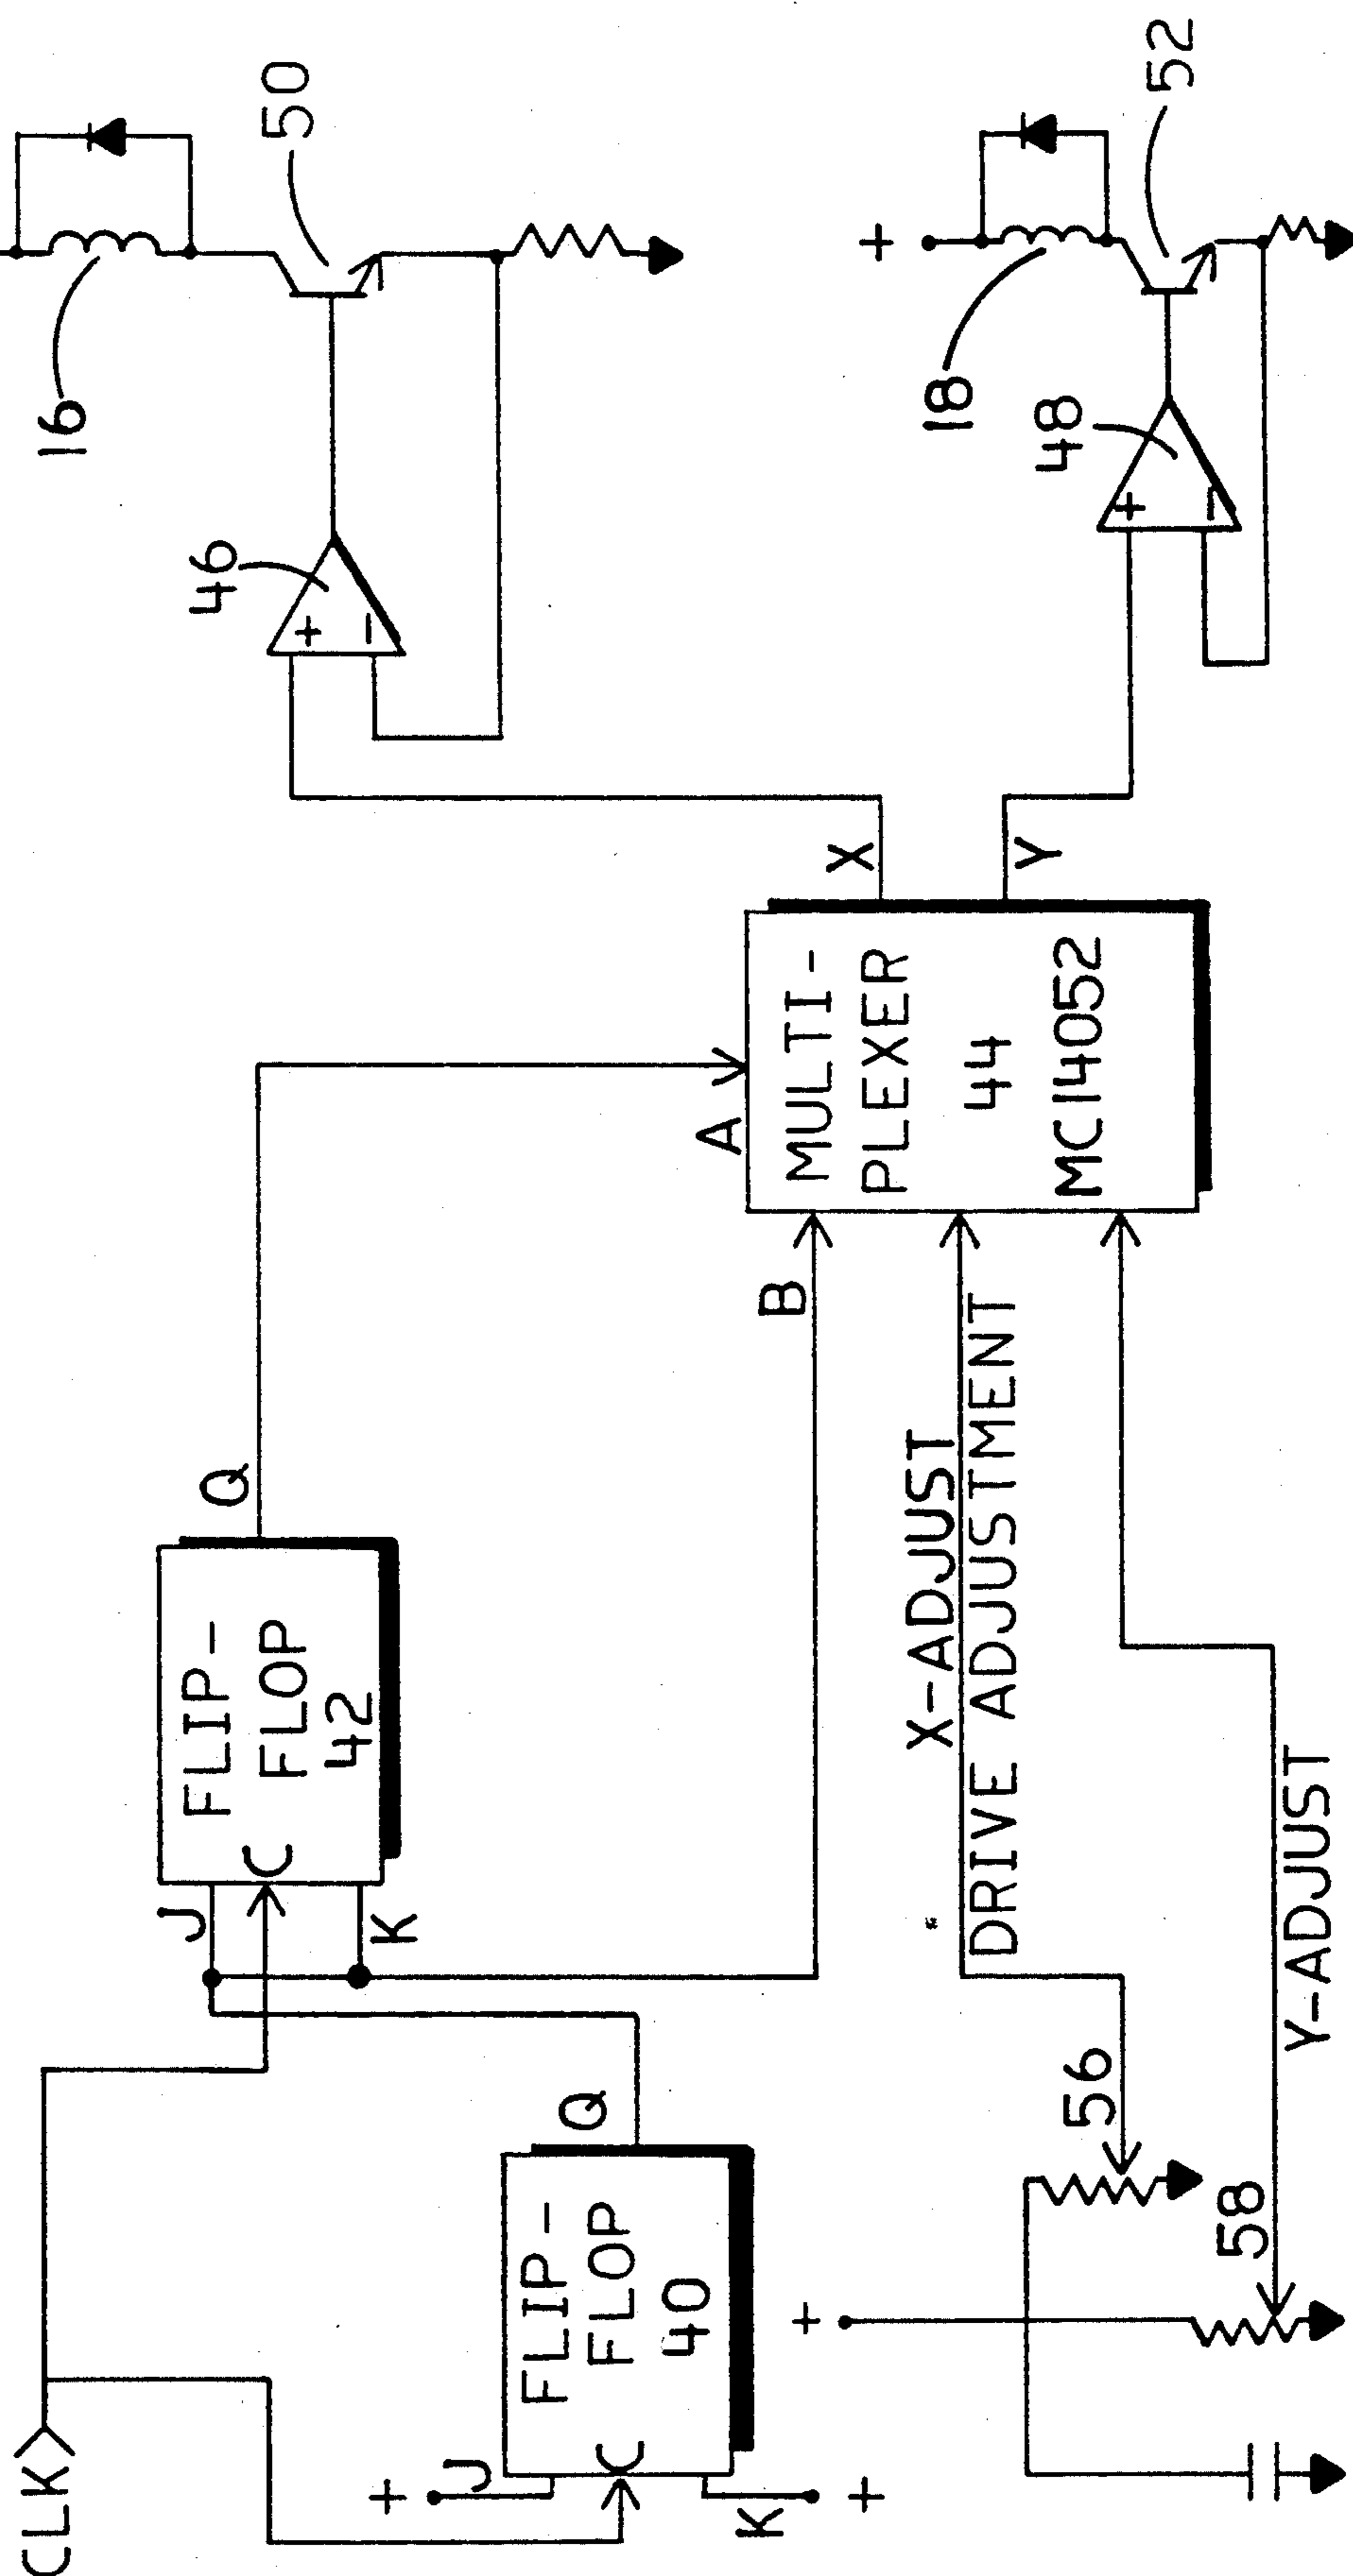 CLK
J
C
K
+
+
FLIP-
FLOP
40
Q
J
C
K
FLIP-
FLOP
42
Q
A
B
X-ADJUST
DRIVE ADJUSTMENT
Y-ADJUST
56
58
+
MULTI-
PLEXER
44
MC14052
X
Y
46
+
-
16
50
48
+
-
+
18
52